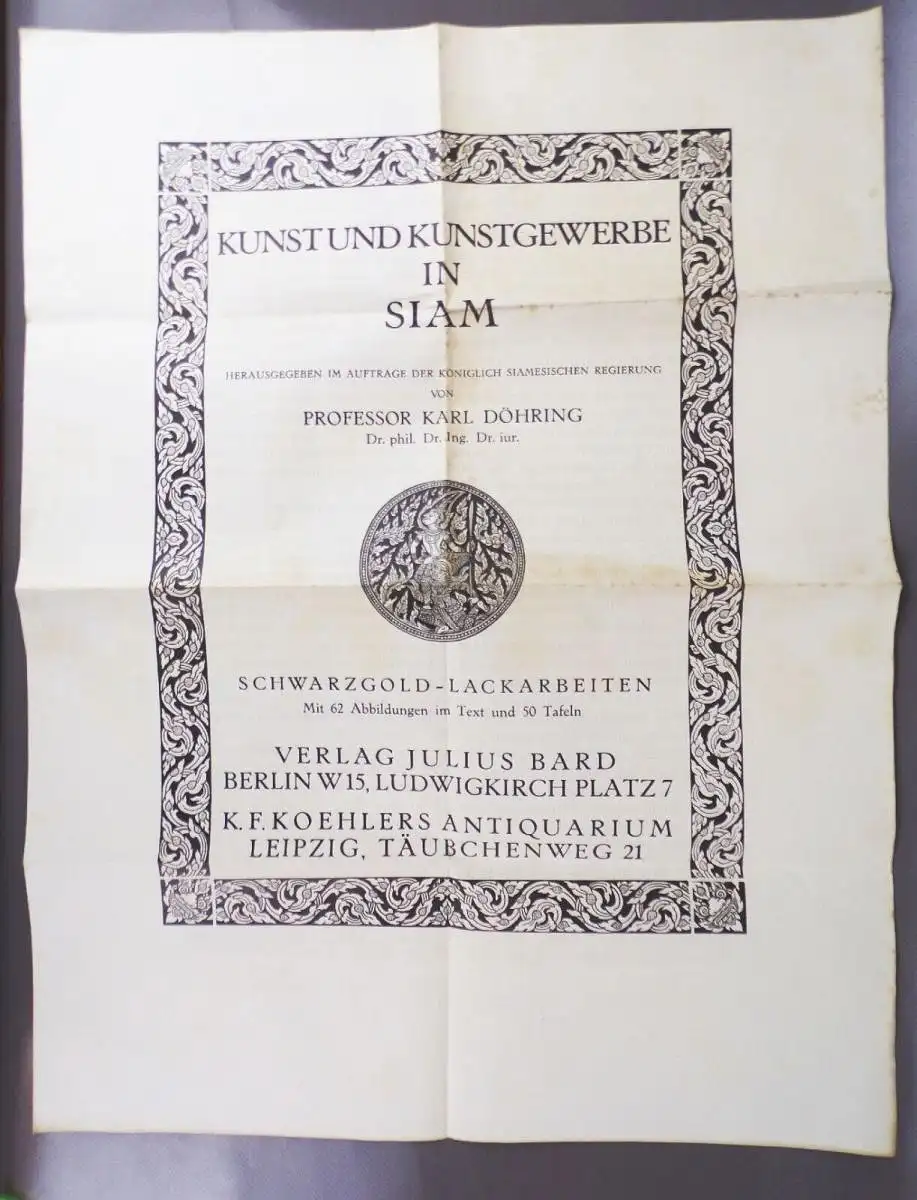 KUNST UND KUNSTGEWERBE
IN
SIAM
HERAUSGEGEBEN IM AUFTRAGE DER KÖNIGLICH SIAMESISCHEN REGIERUNG
VON
PROFESSOR KARL DÖHRING
Dr. phil. Dr. Ing. Dr. iur.
SCHWARZGOLD-LACKARBEITEN
Mit 62 Abbildungen im Text und 50 Tafeln
VERLAG JULIUS BARD
BERLIN W 15, LUDWIGKIRCH PLATZ 7
K. F. KOEHLERS ANTIQUARIUM
LEIPZIG, TÄUBCHENWEG 21